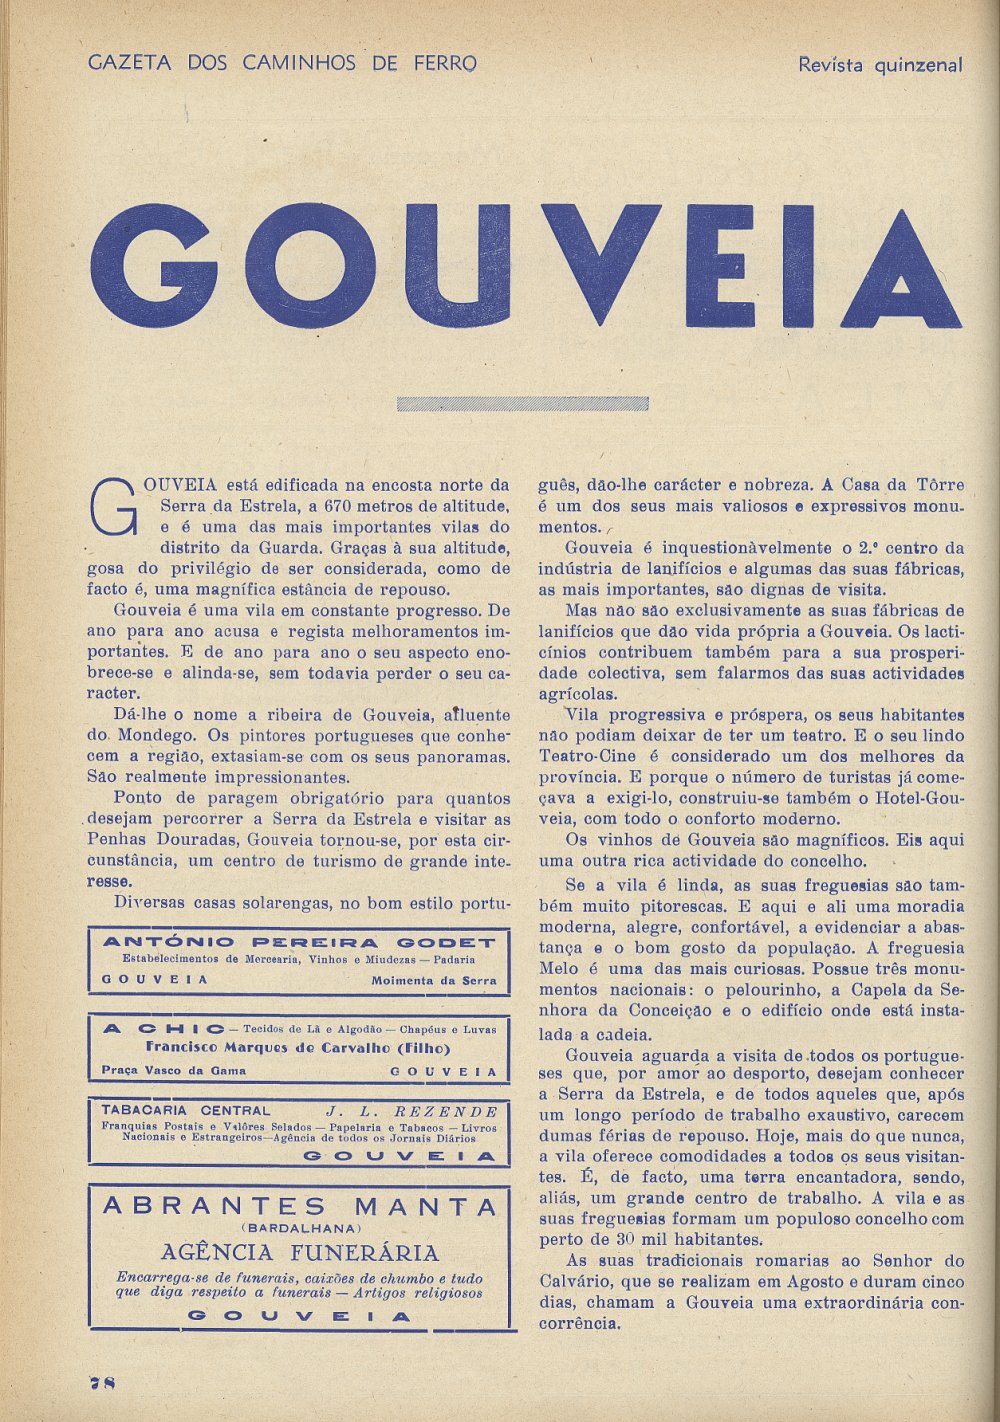 GAZETA DOS CAMINHOS DE FERRO
Revista quinzenal
GOUVEIA
GOUVEIA está edificada na encosta norte da
Serra da Estrela, a 670 metros de altitude,
e é uma das mais importantes vilas do
distrito da Guarda. Graças à sua altitude,
gosa do privilégio de ser considerada, como de
facto é, uma magnífica estância de repouso.
Gouveia é uma vila em constante progresso. De
ano para ano acusa e regista melhoramentos im-
portantes. E de ano para ano o seu aspecto eno-
brece-se e alinda-se, sem todavia perder o seu ca-
racter.
Dá-lhe o nome a ribeira de Gouveia, afluente
do Mondego. Os pintores portugueses que conhe-
cem a região, extasiam-se com os seus panoramas.
São realmente impressionantes.
Ponto de paragem obrigatório para quantos
desejam percorrer a Serra da Estrela e visitar as
Penhas Douradas, Gouveia tornou-se, por esta cir-
cunstância, um centro de turismo de grande inte-
resse.
Diversas casas solarengas, no bom estilo portu-
ANTÓNIO PEREIRA GODET
Estabelecimentos de Mercearia, Vinhos e Miudezas — Padaria
GOUVEIA Moimenta da Serra
A CHIC — Tecidos de Lã e Algodão — Chapéus e Luvas
Francisco Marques de Carvalho (Filho)
Praça Vasco da Gama GOUVEIA
TABACARIA CENTRAL J. L. REZENDE
Franquias Postais e Valôres Selados — Papelaria e Tabacos — Livros
Nacionais e Estrangeiros—Agência de todos os Jornais Diários
GOUVEIA
ABRANTES MANTA
(BARDALHANA)
AGÊNCIA FUNERÁRIA
Encarrega-se de funerais, caixões de chumbo e tudo
que diga respeito a funerais — Artigos religiosos
GOUVEIA
guês, dão-lhe carácter e nobreza. A Casa da Tôrre
é um dos seus mais valiosos e expressivos monu-
mentos.
Gouveia é inquestionàvelmente o 2.º centro da
indústria de lanifícios e algumas das suas fábricas,
as mais importantes, são dignas de visita.
Mas não são exclusivamente as suas fábricas de
lanifícios que dão vida própria a Gouveia. Os lacti-
cínios contribuem também para a sua prosperi-
dade colectiva, sem falarmos das suas actividades
agrícolas.
Vila progressiva e próspera, os seus habitantes
não podiam deixar de ter um teatro. E o seu lindo
Teatro-Cine é considerado um dos melhores da
província. E porque o número de turistas já come-
çava a exigi-lo, construiu-se também o Hotel-Gou-
veia, com todo o conforto moderno.
Os vinhos de Gouveia são magníficos. Eis aqui
uma outra rica actividade do concelho.
Se a vila é linda, as suas freguesias são tam-
bém muito pitorescas. E aqui e ali uma moradia
moderna, alegre, confortável, a evidenciar a abas-
tança e o bom gosto da população. A freguesia
Melo é uma das mais curiosas. Possue três monu-
mentos nacionais: o pelourinho, a Capela da Se-
nhora da Conceição e o edifício onde está insta-
lada a cadeia.
Gouveia aguarda a visita de todos os portugue-
ses que, por amor ao desporto, desejam conhecer
a Serra da Estrela, e de todos aqueles que, após
um longo período de trabalho exaustivo, carecem
dumas férias de repouso. Hoje, mais do que nunca,
a vila oferece comodidades a todos os seus visitan-
tes. É, de facto, uma terra encantadora, sendo,
aliás, um grande centro de trabalho. A vila e as
suas freguesias formam um populoso concelho com
perto de 30 mil habitantes.
As suas tradicionais romarias ao Senhor do
Calvário, que se realizam em Agosto e duram cinco
dias, chamam a Gouveia uma extraordinária con-
corrência.
78